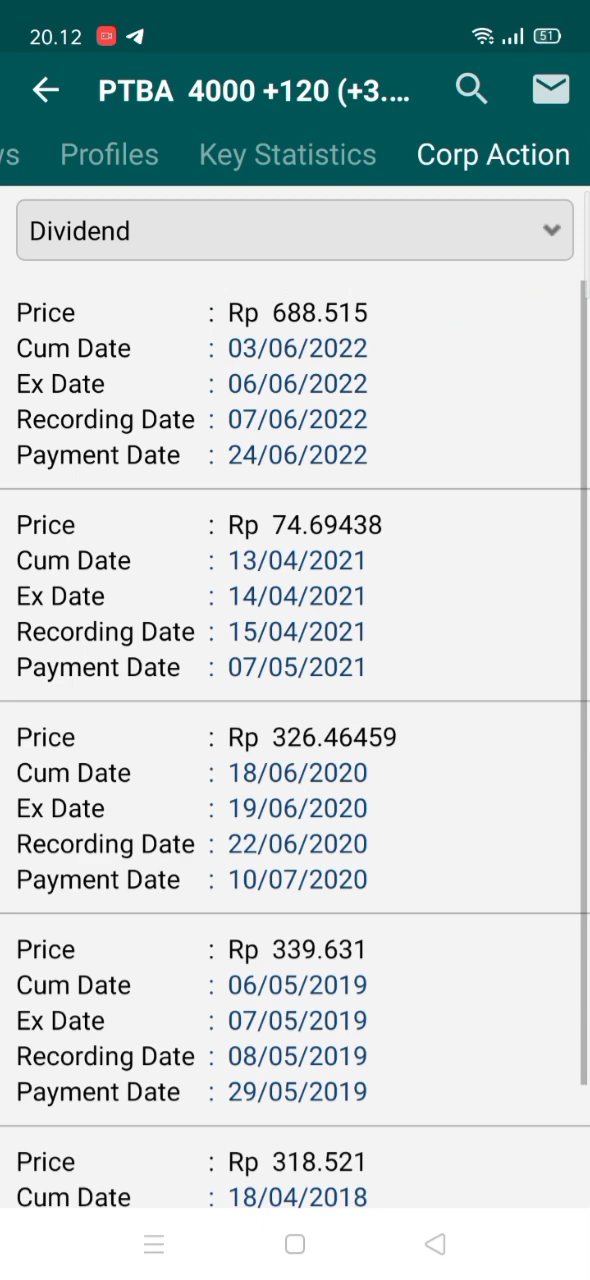 20.12
51
PTBA 4000 +120 (+3....
Profiles Key Statistics Corp Action
Dividend
Price : Rp 688.515
Cum Date : 03/06/2022
Ex Date : 06/06/2022
Recording Date : 07/06/2022
Payment Date : 24/06/2022
Price : Rp 74.69438
Cum Date : 13/04/2021
Ex Date : 14/04/2021
Recording Date : 15/04/2021
Payment Date : 07/05/2021
Price : Rp 326.46459
Cum Date : 18/06/2020
Ex Date : 19/06/2020
Recording Date : 22/06/2020
Payment Date : 10/07/2020
Price : Rp 339.631
Cum Date : 06/05/2019
Ex Date : 07/05/2019
Recording Date : 08/05/2019
Payment Date : 29/05/2019
Price : Rp 318.521
Cum Date : 18/04/2018